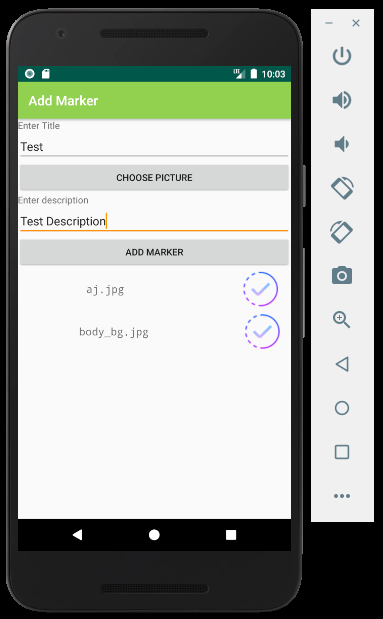 LTE 10:03
Add Marker
Enter Title
Test
CHOOSE PICTURE
Enter description
Test Description
ADD MARKER
aj.jpg
body_bg.jpg